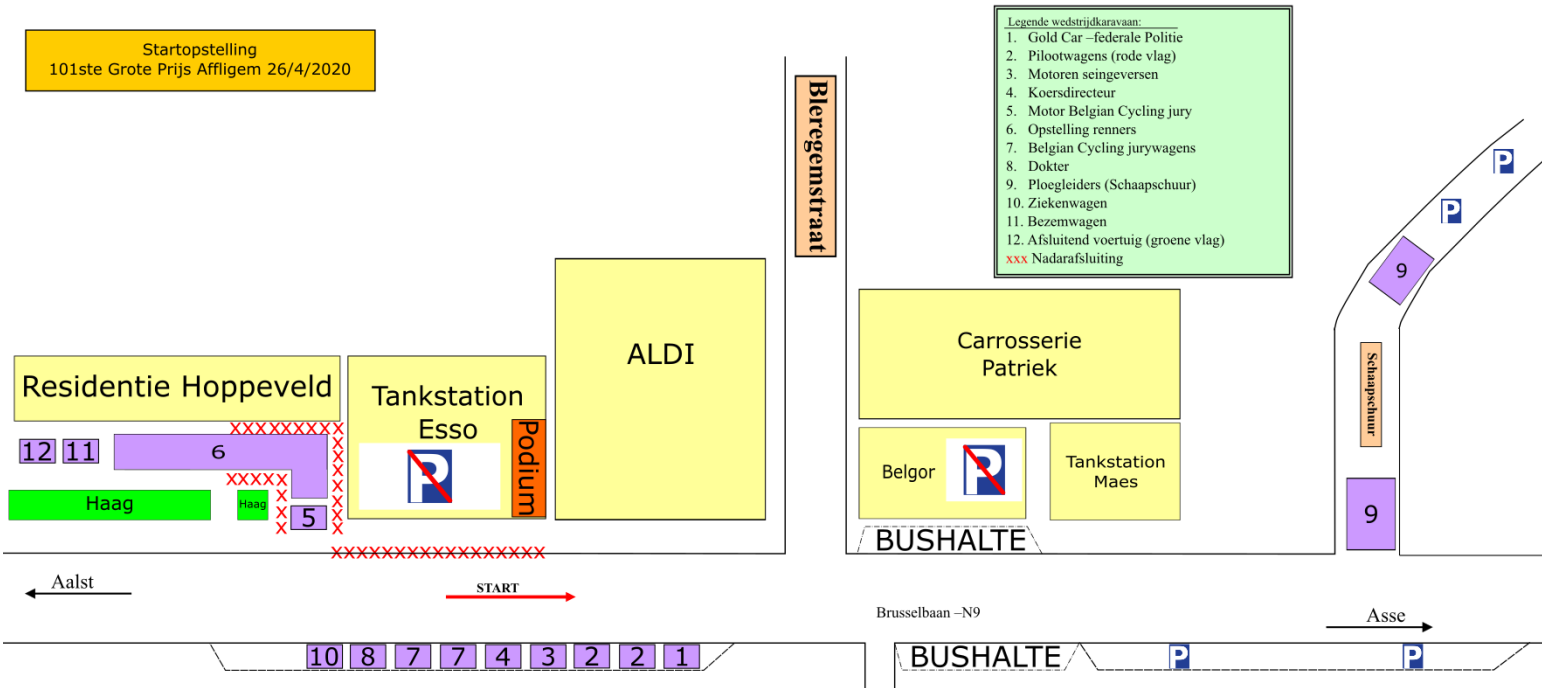 Startopstelling
101ste Grote Prijs Affligem 26/4/2020
Bleregemstraat
Legende wedstrijdkaravaan:
1. Gold Car –federale Politie
2. Pilootwagens (rode vlag)
3. Motoren seingeversen
4. Koersdirecteur
5. Motor Belgian Cycling jury
6. Opstelling renners
7. Belgian Cycling jurywagens
8. Dokter
9. Ploegleiders (Schaapschuur)
10. Ziekenwagen
11. Bezemwagen
12. Afsluitend voertuig (groene vlag)
xxx Nadarafsluiting
P
P
9
ALDI
Carrosserie
Patriek
Schaapschuur
Residentie Hoppeveld
Tankstation
Esso
P
Podium
XXXXXXXXXX
12
11
6
XXXXX
Haag
Haag
5
Belgor
P
Tankstation
Maes
9
BUSHALTE
XXXXXXXXXXXXXXXXX
Aalst
START
Brusselbaan –N9
Asse
10 8 7 7 4 3 2 2 1
BUSHALTE
P
P